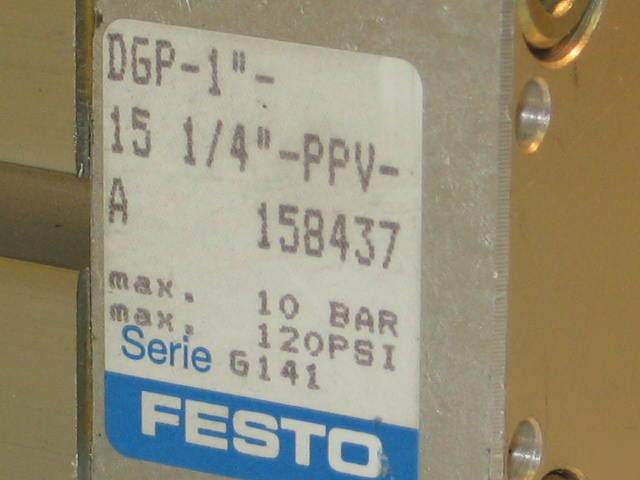 DGP-1"-
15 1/4"-PPV-
A 158437
max. 10 BAR
max. 120PSI
Serie G141
FESTO